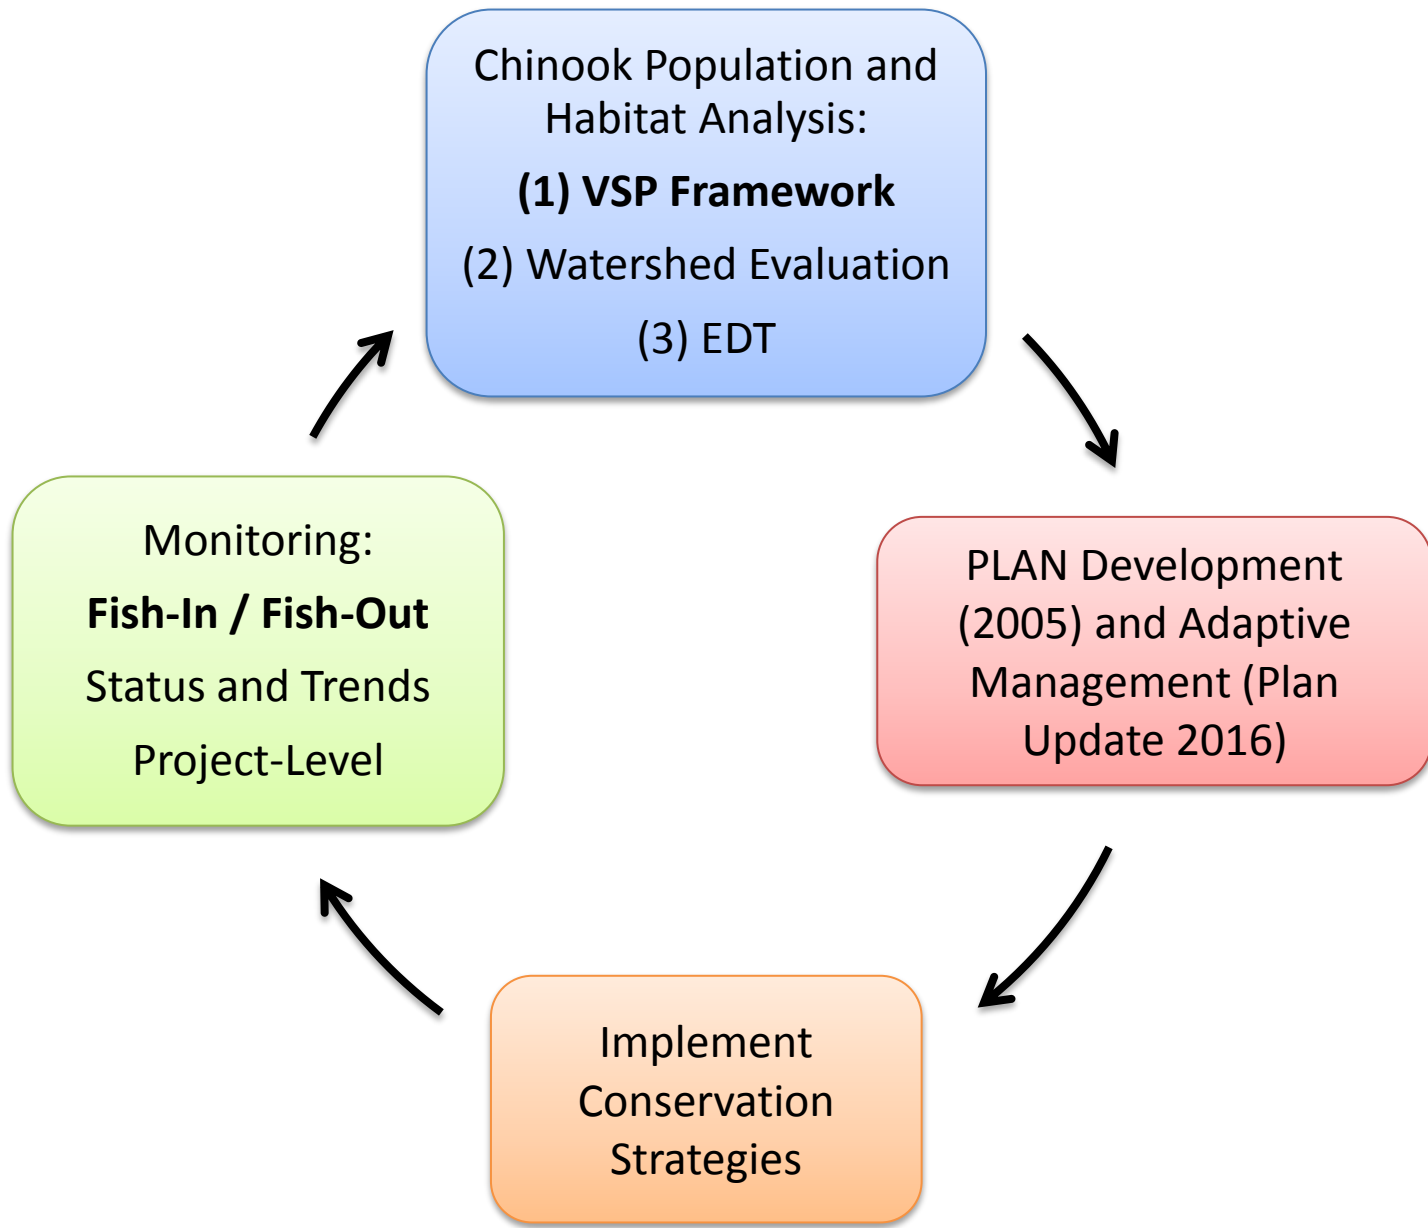 Chinook Population and
Habitat Analysis:
(1) VSP Framework
(2) Watershed Evaluation
(3) EDT
PLAN Development
(2005) and Adaptive
Management (Plan
Update 2016)
Implement
Conservation
Strategies
Monitoring:
Fish-In / Fish-Out
Status and Trends
Project-Level